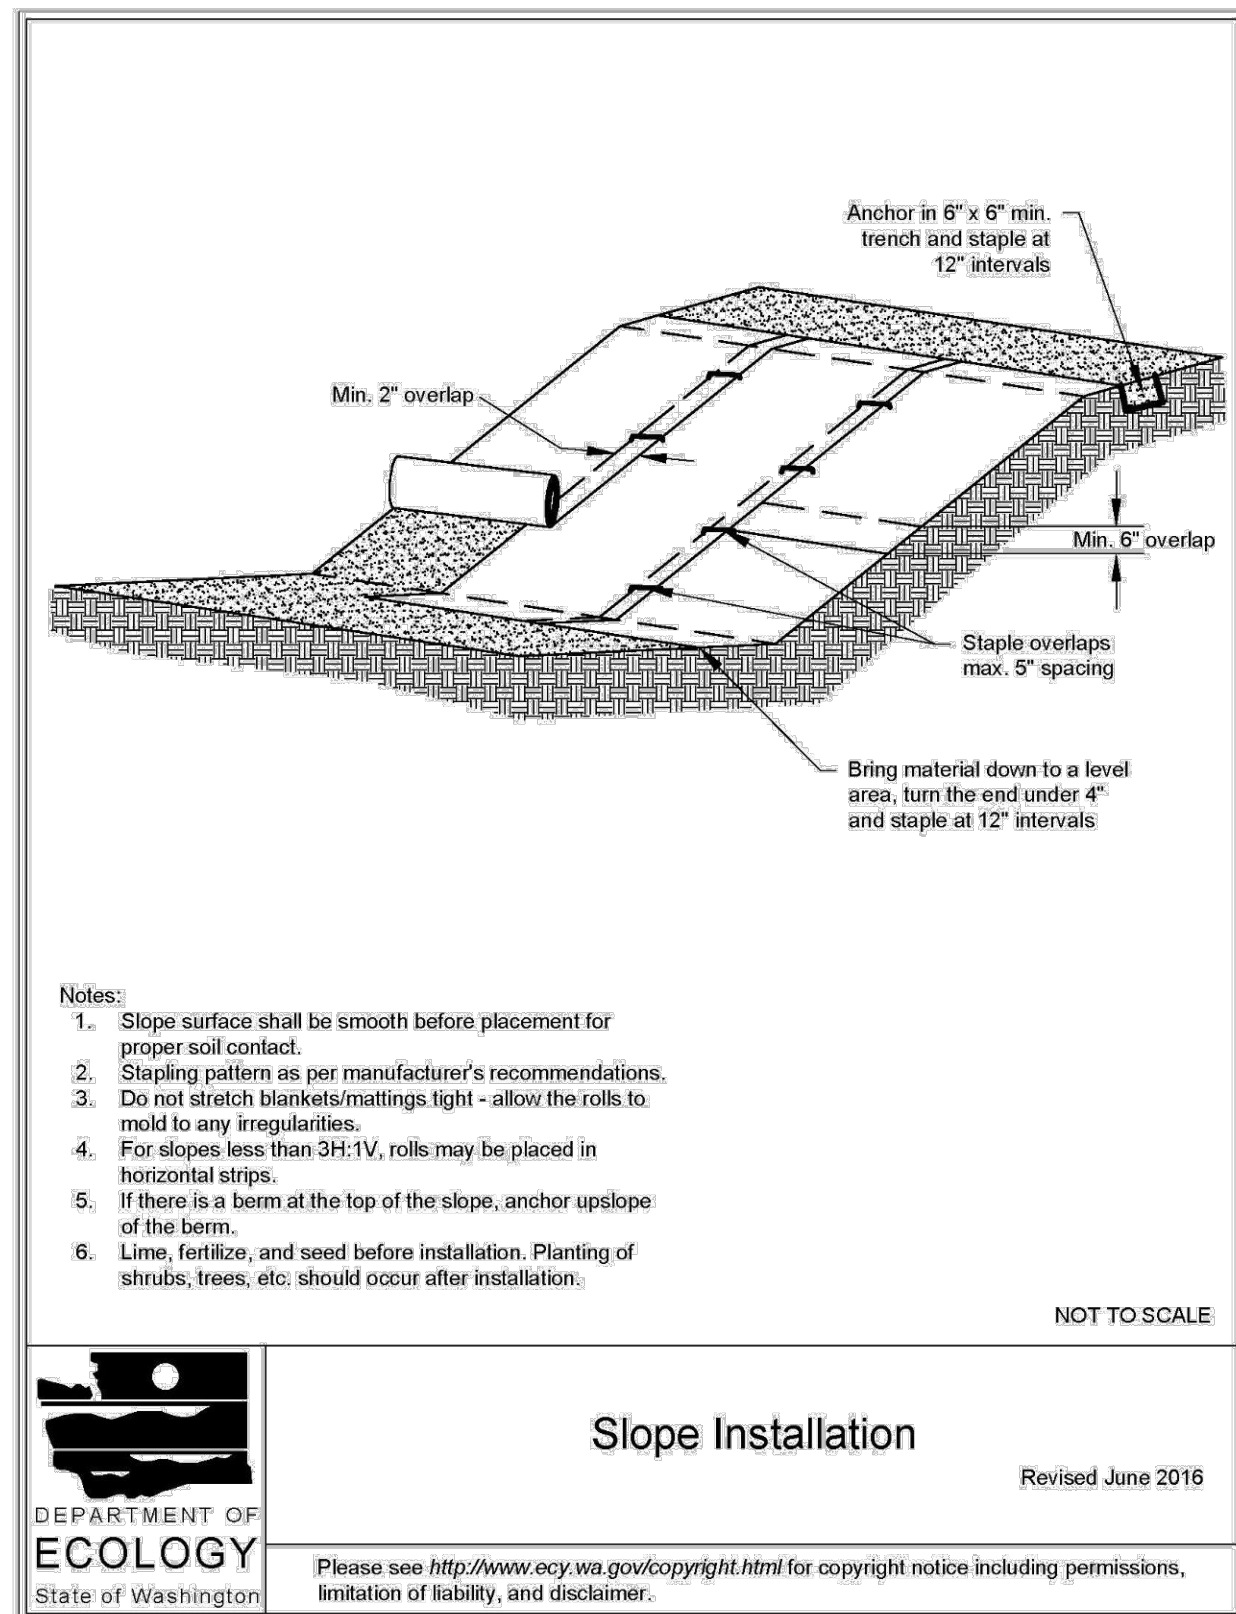 Anchor in 6" x 6" min.
trench and staple at
12" intervals
Min. 2" overlap
Min. 6" overlap
Staple overlaps
max. 5" spacing
Bring material down to a level
area, turn the end under 4"
and staple at 12" intervals
Notes:
1. Slope surface shall be smooth before placement for
proper soil contact.
2. Stapling pattern as per manufacturer's recommendations.
3. Do not stretch blankets/mattings tight - allow the rolls to
mold to any irregularities.
4. For slopes less than 3H:1V, rolls may be placed in
horizontal strips.
5. If there is a berm at the top of the slope, anchor upslope
of the berm.
6. Lime, fertilize, and seed before installation. Planting of
shrubs, trees, etc. should occur after installation.
NOT TO SCALE
Slope Installation
Revised June 2016
DEPARTMENT OF
ECOLOGY
State of Washington
Please see http://www.ecy.wa.gov/copyright.html for copyright notice including permissions,
limitation of liability, and disclaimer.